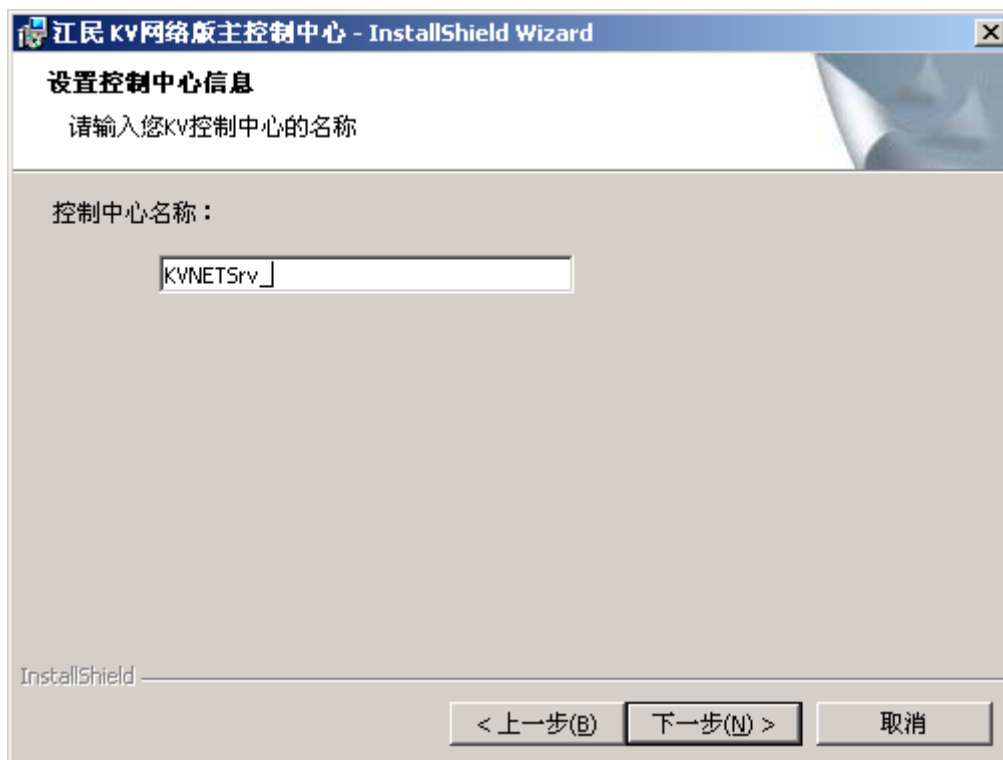 江民 KV网络版主控制中心 - InstallShield Wizard
设置控制中心信息
请输入您KV控制中心的名称
控制中心名称：
KVNETSrv_
InstallShield
< 上一步(B) 下一步(N) > 取消